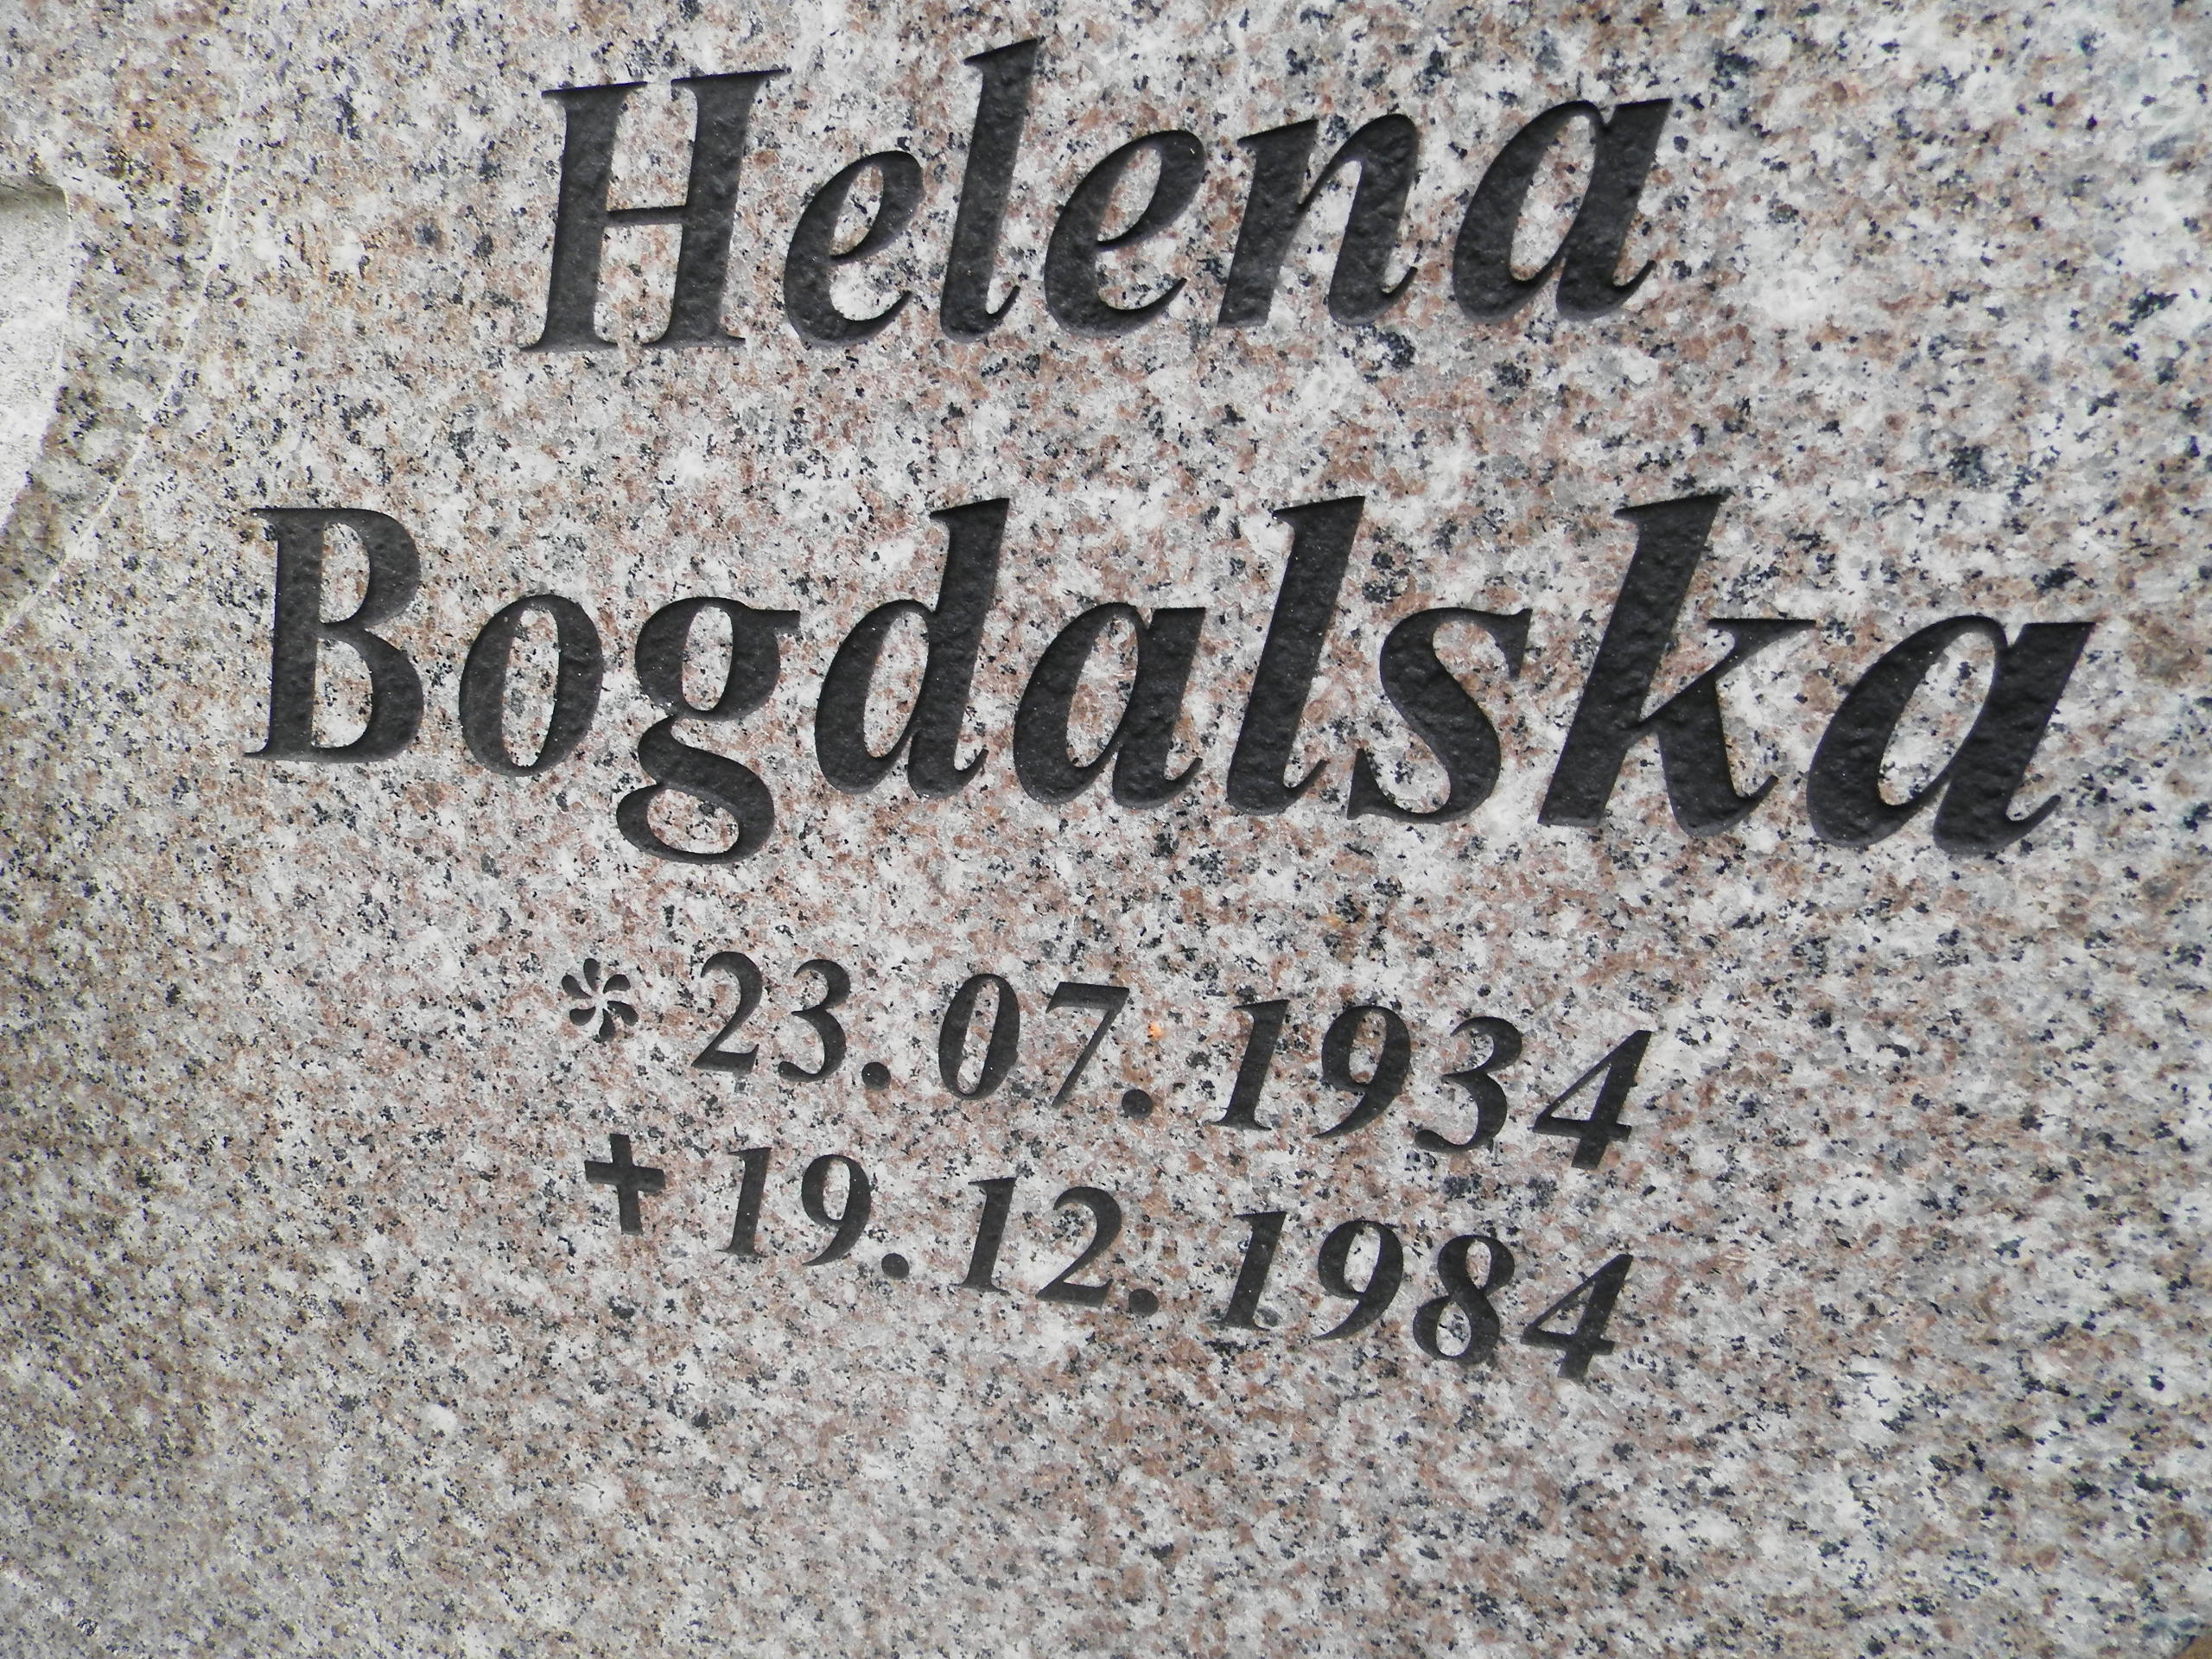 Helena
Bogdalska
* 23. 07. 1934
✝ 19. 12. 1984